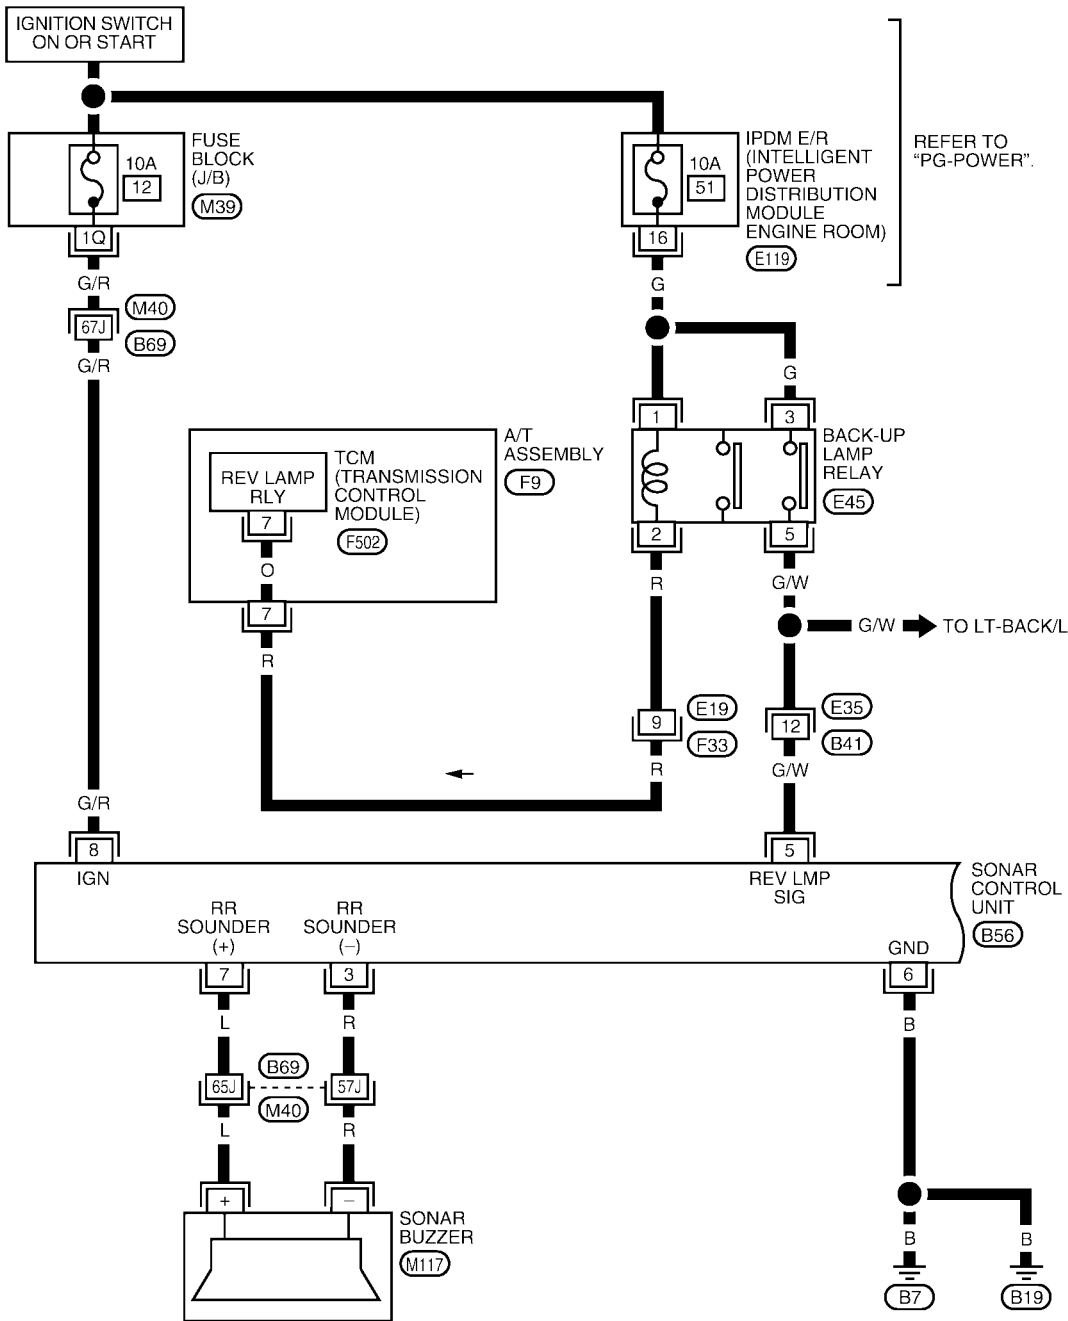 IGNITION SWITCH
ON OR START
FUSE
BLOCK
(J/B)
M39
10A
12
1Q
G/R
M40
67J
B69
G/R
IPDM E/R
(INTELLIGENT
POWER
DISTRIBUTION
MODULE
ENGINE ROOM)
E119
10A
51
16
G
REFER TO
"PG-POWER".
G
1
3
BACK-UP
LAMP
RELAY
E45
2
5
A/T
ASSEMBLY
F9
TCM
(TRANSMISSION
CONTROL
MODULE)
F502
REV LAMP
RLY
7
O
7
R
R
G/W
G/W
TO LT-BACK/L
9
E19
F33
R
12
E35
B41
G/W
G/R
8
IGN
5
REV LMP
SIG
SONAR
CONTROL
UNIT
B56
RR
SOUNDER
(+)
RR
SOUNDER
(−)
GND
7
3
6
L
R
B
65J
B69
M40
57J
L
R
+
−
SONAR
BUZZER
M117
B
B
B7
B19